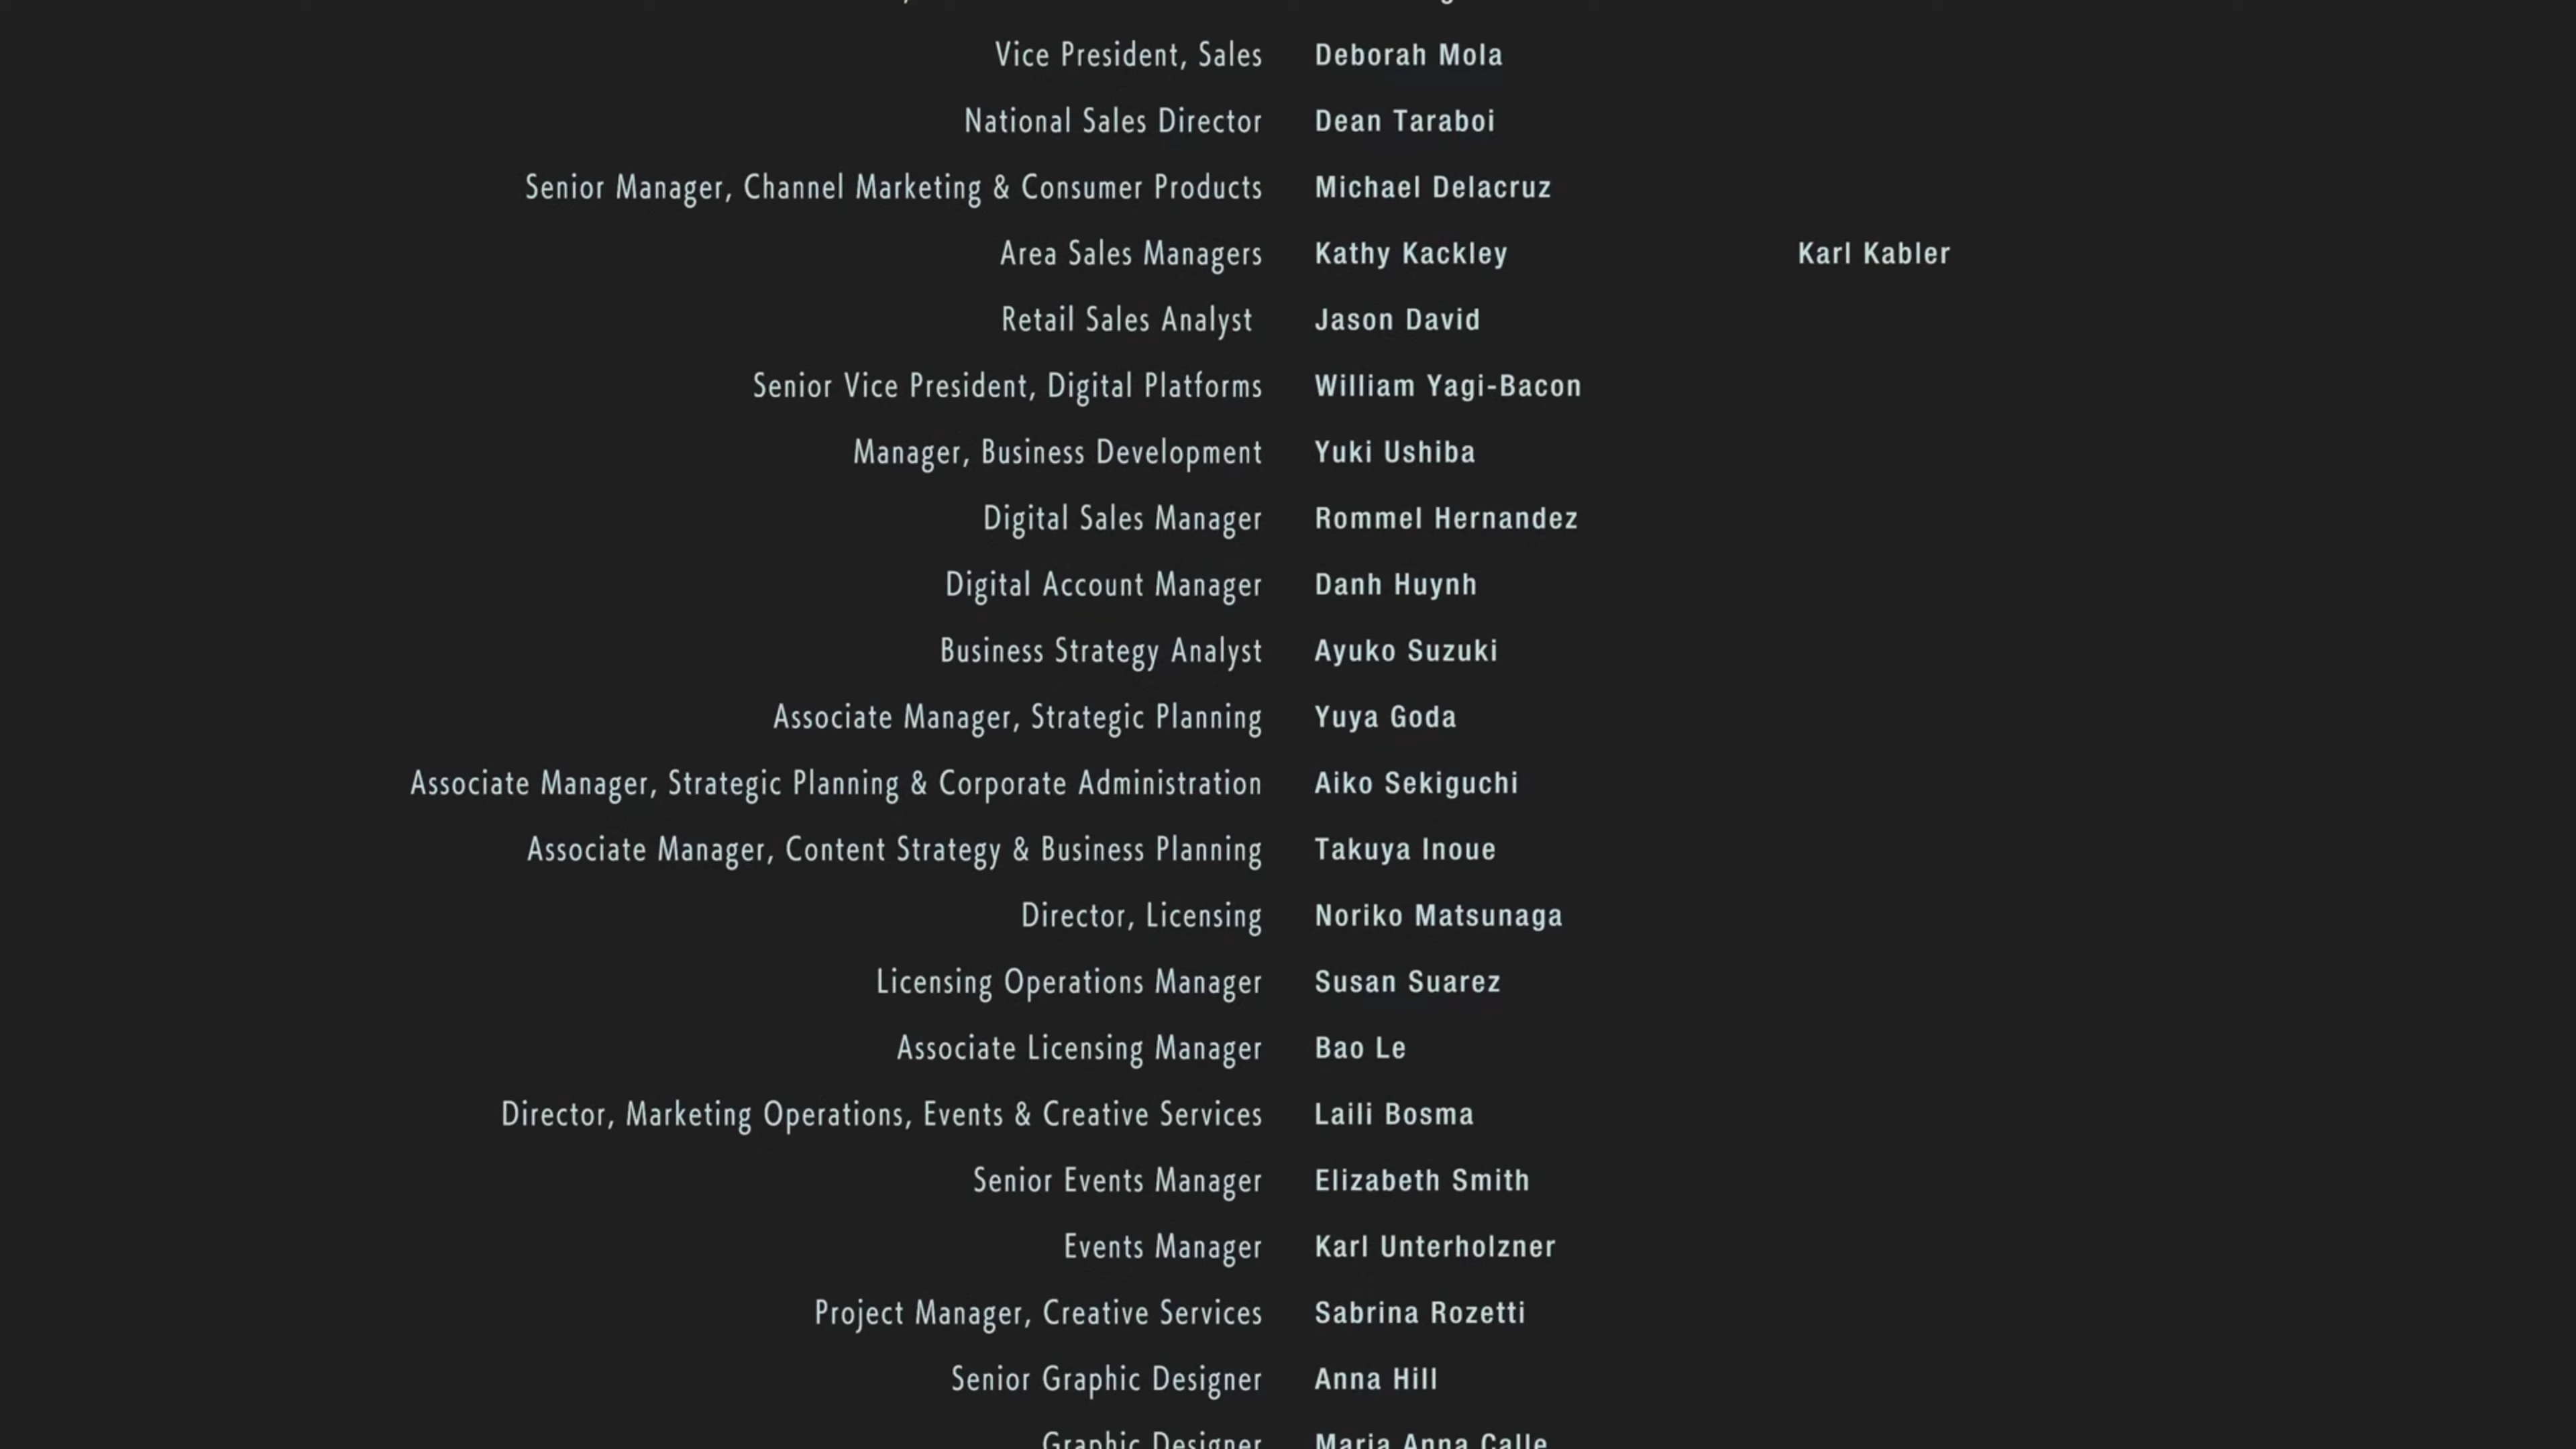 Vice President, Sales Deborah Mola
National Sales Director Dean Taraboi
Senior Manager, Channel Marketing & Consumer Products Michael Delacruz
Area Sales Managers Kathy Kackley Karl Kabler
Retail Sales Analyst Jason David
Senior Vice President, Digital Platforms William Yagi-Bacon
Manager, Business Development Yuki Ushiba
Digital Sales Manager Rommel Hernandez
Digital Account Manager Danh Huynh
Business Strategy Analyst Ayuko Suzuki
Associate Manager, Strategic Planning Yuya Goda
Associate Manager, Strategic Planning & Corporate Administration Aiko Sekiguchi
Associate Manager, Content Strategy & Business Planning Takuya Inoue
Director, Licensing Noriko Matsunaga
Licensing Operations Manager Susan Suarez
Associate Licensing Manager Bao Le
Director, Marketing Operations, Events & Creative Services Laili Bosma
Senior Events Manager Elizabeth Smith
Events Manager Karl Unterholzner
Project Manager, Creative Services Sabrina Rozetti
Senior Graphic Designer Anna Hill
Graphic Designer Maria Anna Calle